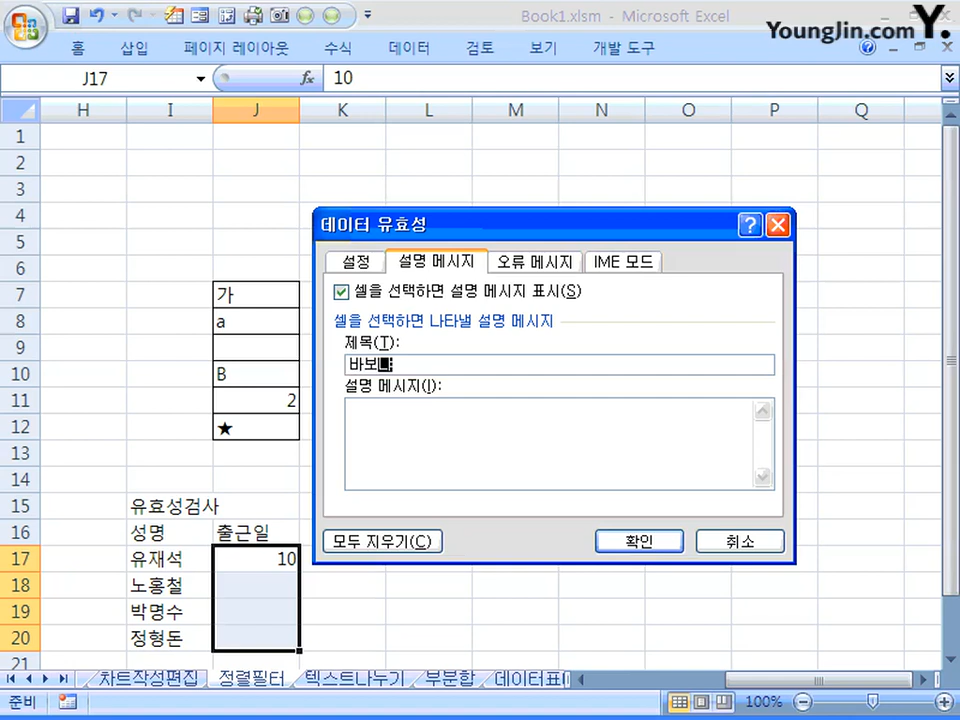 Book1.xlsm - Microsoft Excel
YoungJin.com Y.
홈 삽입 페이지 레이아웃 수식 데이터 검토 보기 개발 도구
J17 fx 10
H I J K L M N O P Q
1
2
3
4
5
6
7 가
8 a
9
10 B
11 2
12 ★
13
14
15 유효성검사
16 성명 출근일
17 유재석 10
18 노홍철
19 박명수
20 정형돈
21
데이터 유효성 ?
설정 설명 메시지 오류 메시지 IME 모드
셀을 선택하면 설명 메시지 표시(S)
셀을 선택하면 나타낼 설명 메시지
제목(T):
바보
설명 메시지(I):
모두 지우기(C) 확인 취소
차트작성편집 정렬필터 텍스트나누기 부분합 데이터표
준비 100%